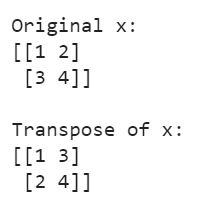 Original x:
[[1 2]
 [3 4]]

Transpose of x:
[[1 3]
 [2 4]]